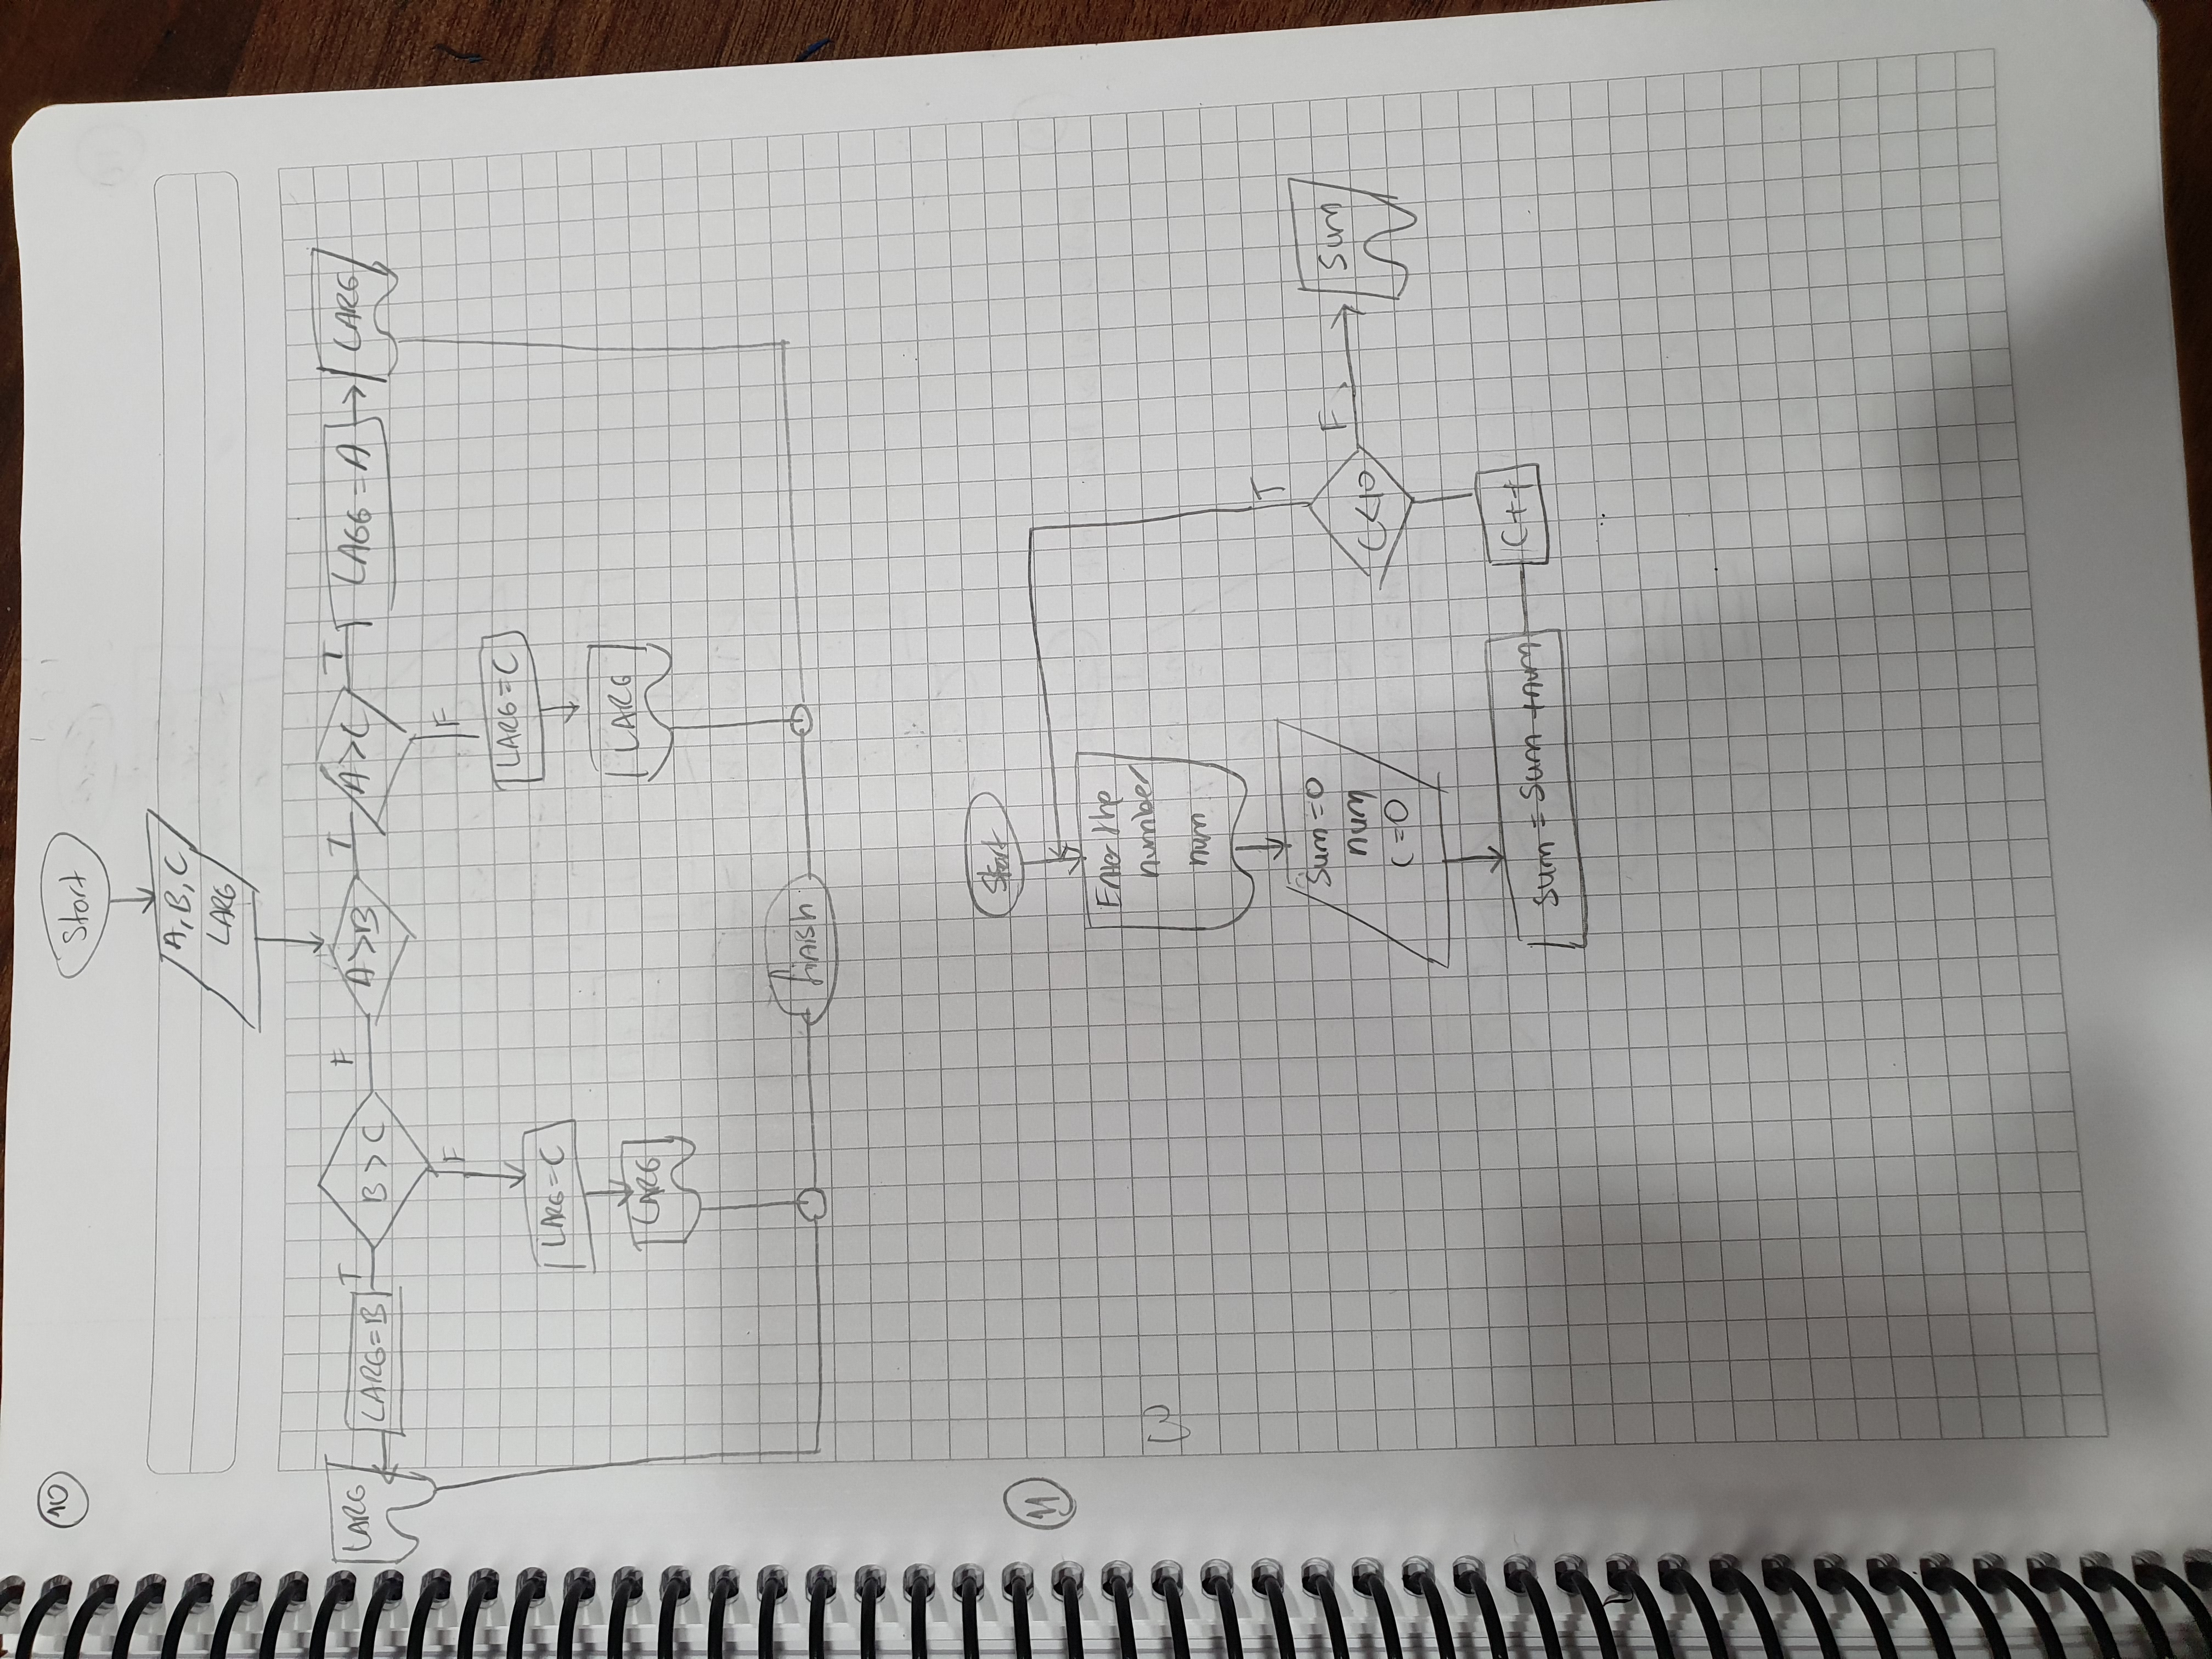 10
Start
A, B, C
LARG
LARG
LARG=B
T
B > C
F
A>B
T
A>C
T
LAGG=A
LARG
F
F
LARG=C
LARG
LARG=C
LARG
finish
11
Start
Enter the
number
num
Sum=0
num
C=0
Sum = Sum +num
C++
C<10
T
F
Sum